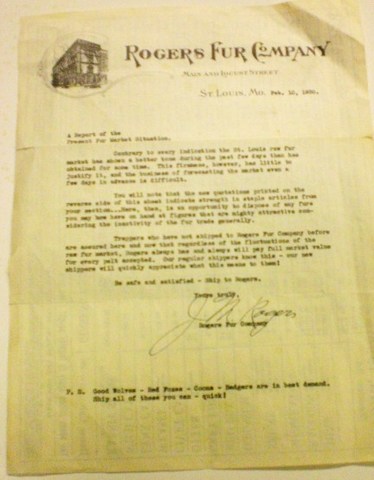 ROGERS FUR COMPANY
MAIN AND LOCUST STREET
ST. LOUIS, MO. Feb. 10, 1930.
A Report of the
Present Fur Market Situation.
Contrary to every indication the St. Louis raw fur
market has shown a better tone during the past few days than has
obtained for some time. This firmness, however, has little to
justify it, and the business of forecasting the market even a
few days in advance is difficult.
You will note that the new quotations printed on the
reverse side of this sheet indicate strength in staple articles from
your section. Here, then, is an opportunity to dispose of any furs
you may have on hand at figures that are mighty attractive con-
sidering the inactivity of the fur trade generally.
Trappers who have not shipped to Rogers Fur Company before
are assured here and now that regardless of the fluctuations of the
raw fur market, Rogers always has and always will pay full market value
for every pelt accepted. Our regular shippers know this - our new
shippers will quickly appreciate what this means to them!
Be safe and satisfied - Ship to Rogers.
Yours truly,
Rogers
Rogers Fur Company
P. S. Good Wolves - Red Foxes - Coons - Badgers are in best demand.
Ship all of these you can - quick!